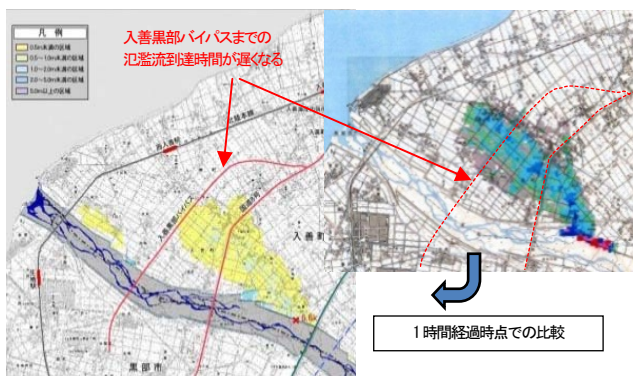 凡例
0.5m未満の区域
0.5～1.0m未満の区域
1.0～2.0m未満の区域
2.0～5.0m未満の区域
5.0m以上の区域
入善黒部バイパスまでの
氾濫流到達時間が遅くなる
入善黒部バイパス
国道8号
入善町
黒部市
1時間経過時点での比較